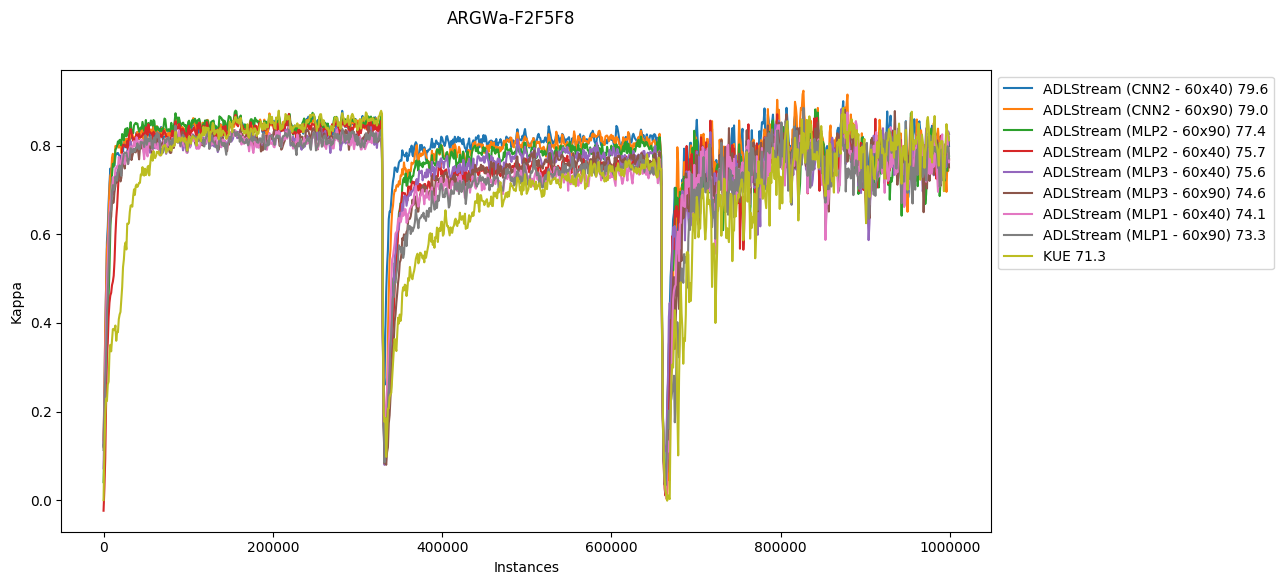 ARGWa-F2F5F8
ADLStream (CNN2 - 60x40) 79.6
ADLStream (CNN2 - 60x90) 79.0
ADLStream (MLP2 - 60x90) 77.4
ADLStream (MLP2 - 60x40) 75.7
ADLStream (MLP3 - 60x40) 75.6
ADLStream (MLP3 - 60x90) 74.6
ADLStream (MLP1 - 60x40) 74.1
ADLStream (MLP1 - 60x90) 73.3
KUE 71.3
Kappa
0.8
0.6
0.4
0.2
0.0
0 200000 400000 600000 800000 1000000
Instances